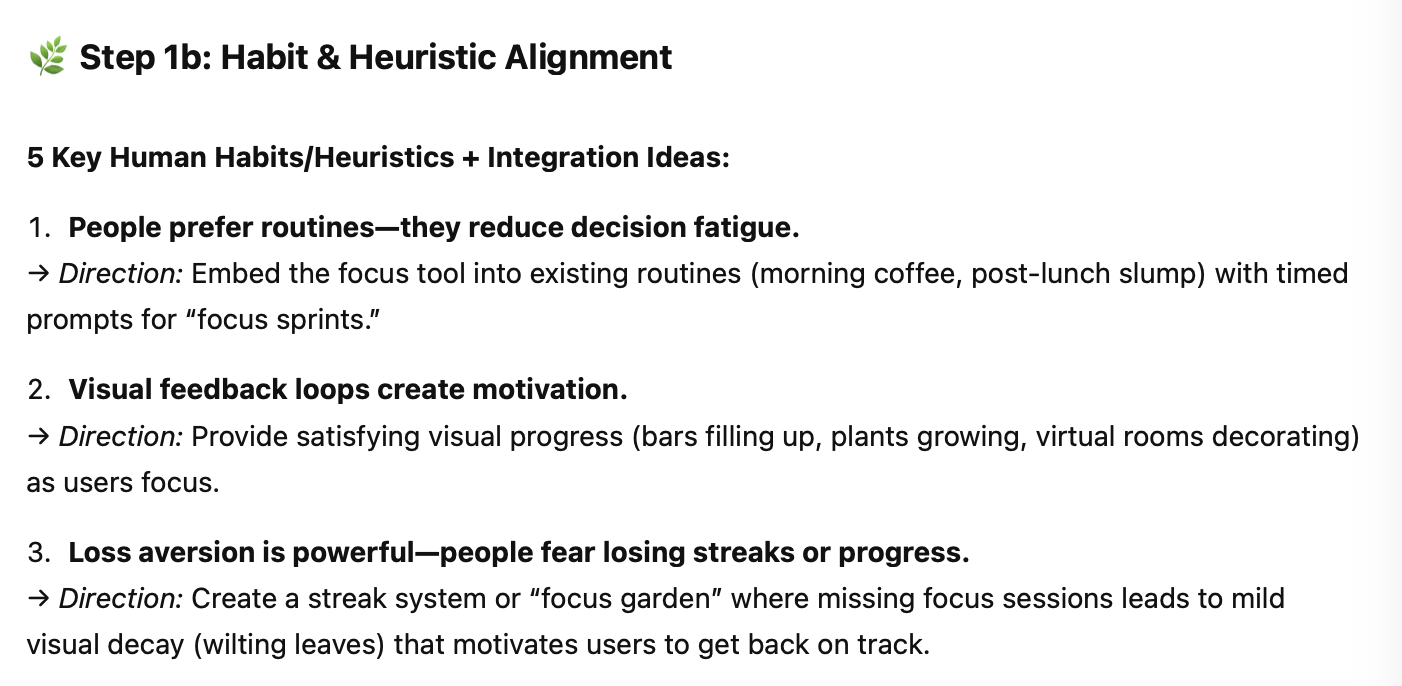 🌿 Step 1b: Habit & Heuristic Alignment
5 Key Human Habits/Heuristics + Integration Ideas:
1. People prefer routines—they reduce decision fatigue.
→ Direction: Embed the focus tool into existing routines (morning coffee, post-lunch slump) with timed
prompts for “focus sprints.”
2. Visual feedback loops create motivation.
→ Direction: Provide satisfying visual progress (bars filling up, plants growing, virtual rooms decorating)
as users focus.
3. Loss aversion is powerful—people fear losing streaks or progress.
→ Direction: Create a streak system or “focus garden” where missing focus sessions leads to mild
visual decay (wilting leaves) that motivates users to get back on track.